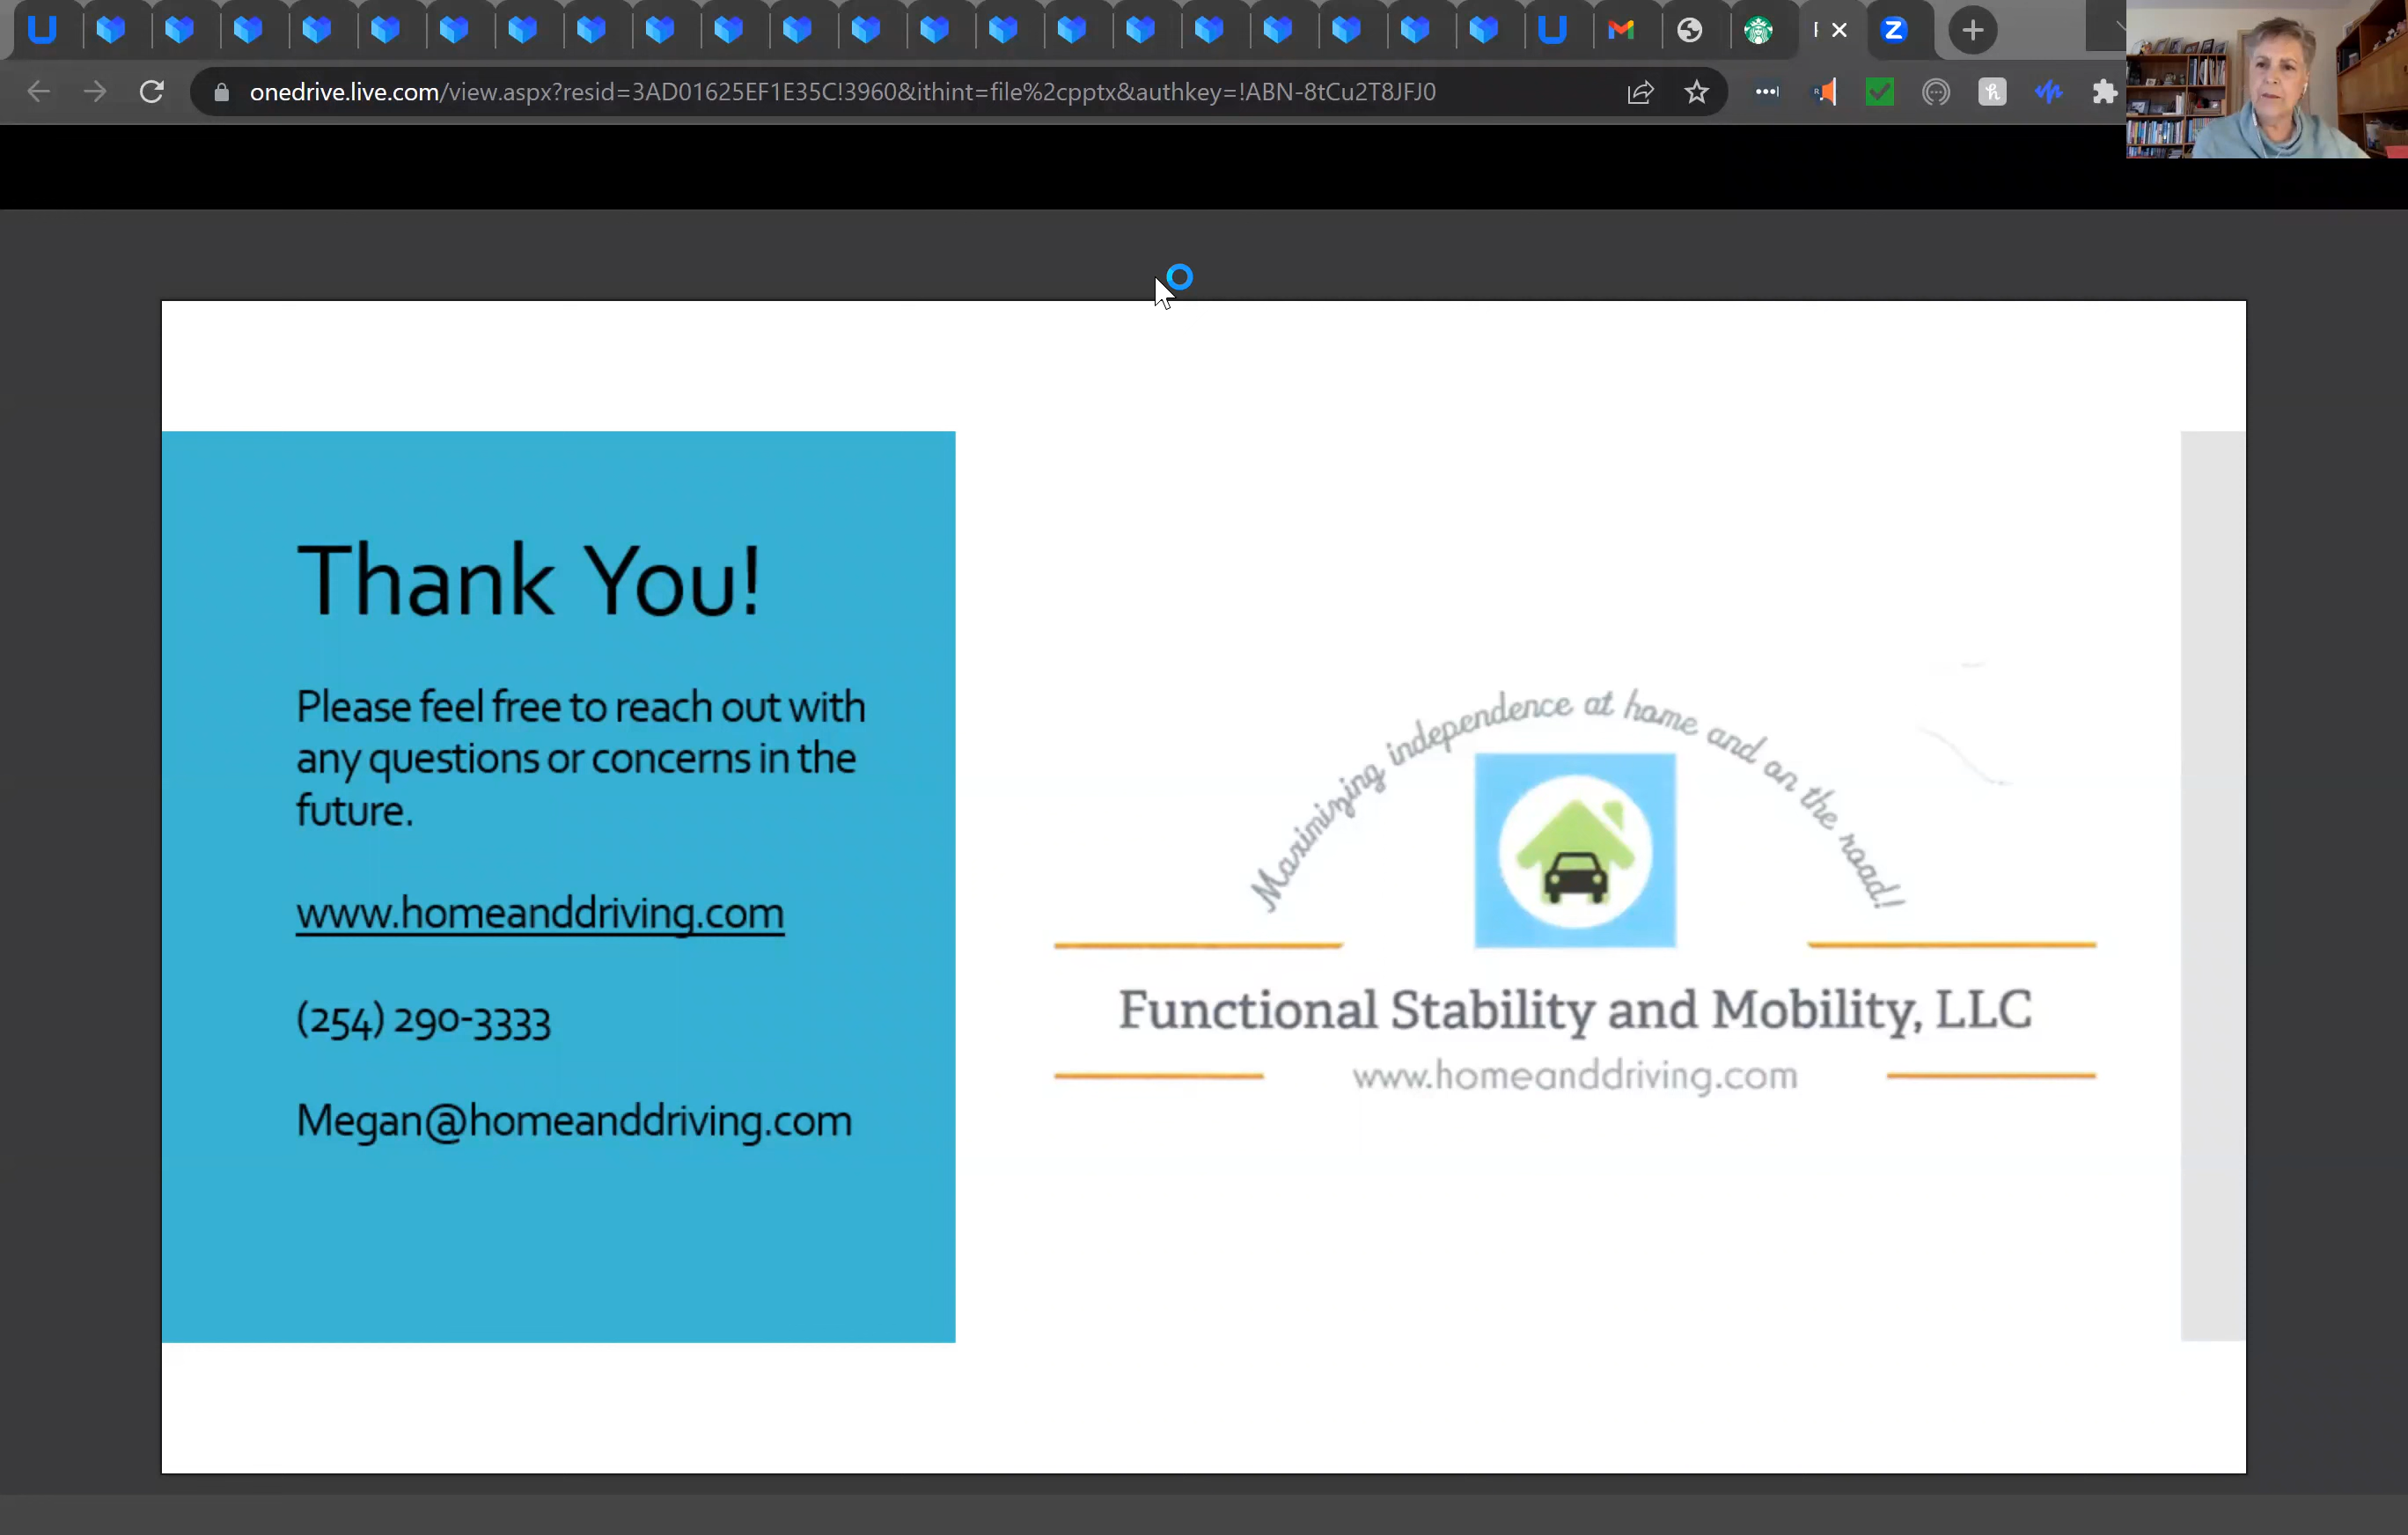 onedrive.live.com/view.aspx?resid=3AD01625EF1E35C!3960&ithint=file%2cpptx&authkey=!ABN-8tCu2T8JFJ0
Thank You!
Please feel free to reach out with
any questions or concerns in the
future.
www.homeanddriving.com
(254) 290-3333
Megan@homeanddriving.com
Maximizing independence at home and on the road!
Functional Stability and Mobility, LLC
www.homeanddriving.com